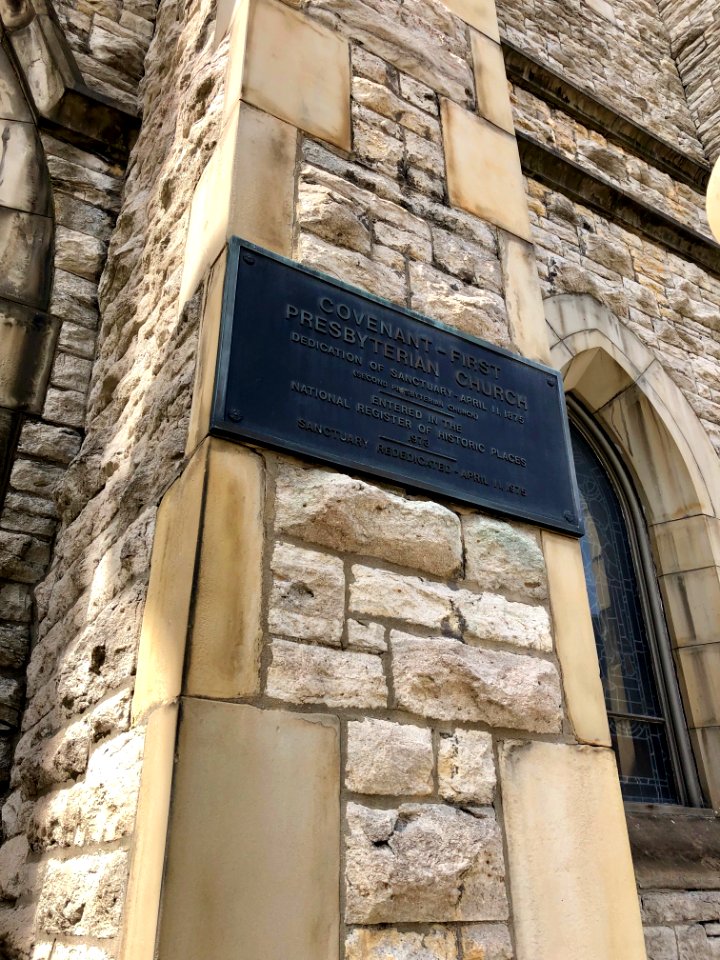 COVENANT-FIRST
PRESBYTERIAN CHURCH
DEDICATION OF SANCTUARY-APRIL 11, 1875
(SECOND PRESBYTERIAN CHURCH)
ENTERED IN THE
NATIONAL REGISTER OF HISTORIC PLACES
1973
SANCTUARY REDEDICATED-APRIL 11, 1975